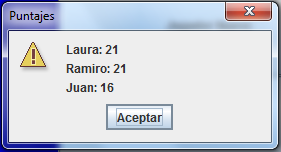 Puntajes
Laura: 21
Ramiro: 21
Juan: 16
Aceptar